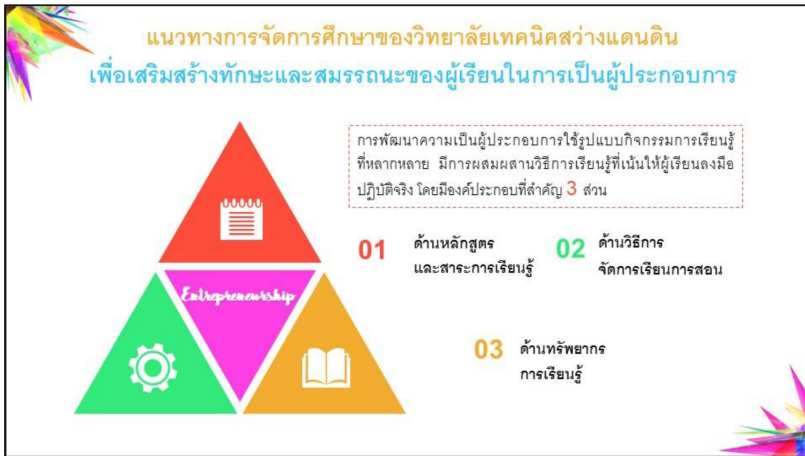 แนวทางการจัดการศึกษาของวิทยาลัยเทคนิคสว่างแดนดิน
เพื่อเสริมสร้างทักษะและสมรรถนะของผู้เรียนในการเป็นผู้ประกอบการ
การพัฒนาความเป็นผู้ประกอบการใช้รูปแบบกิจกรรมการเรียนรู้
ที่หลากหลาย มีการผสมผสานวิธีการเรียนรู้ที่เน้นให้ผู้เรียนลงมือ
ปฏิบัติจริง โดยมีองค์ประกอบที่สำคัญ 3 ส่วน
01 ด้านหลักสูตร
และสาระการเรียนรู้
02 ด้านวิธีการ
จัดการเรียนการสอน
Entrepreneurship
03 ด้านทรัพยากร
การเรียนรู้